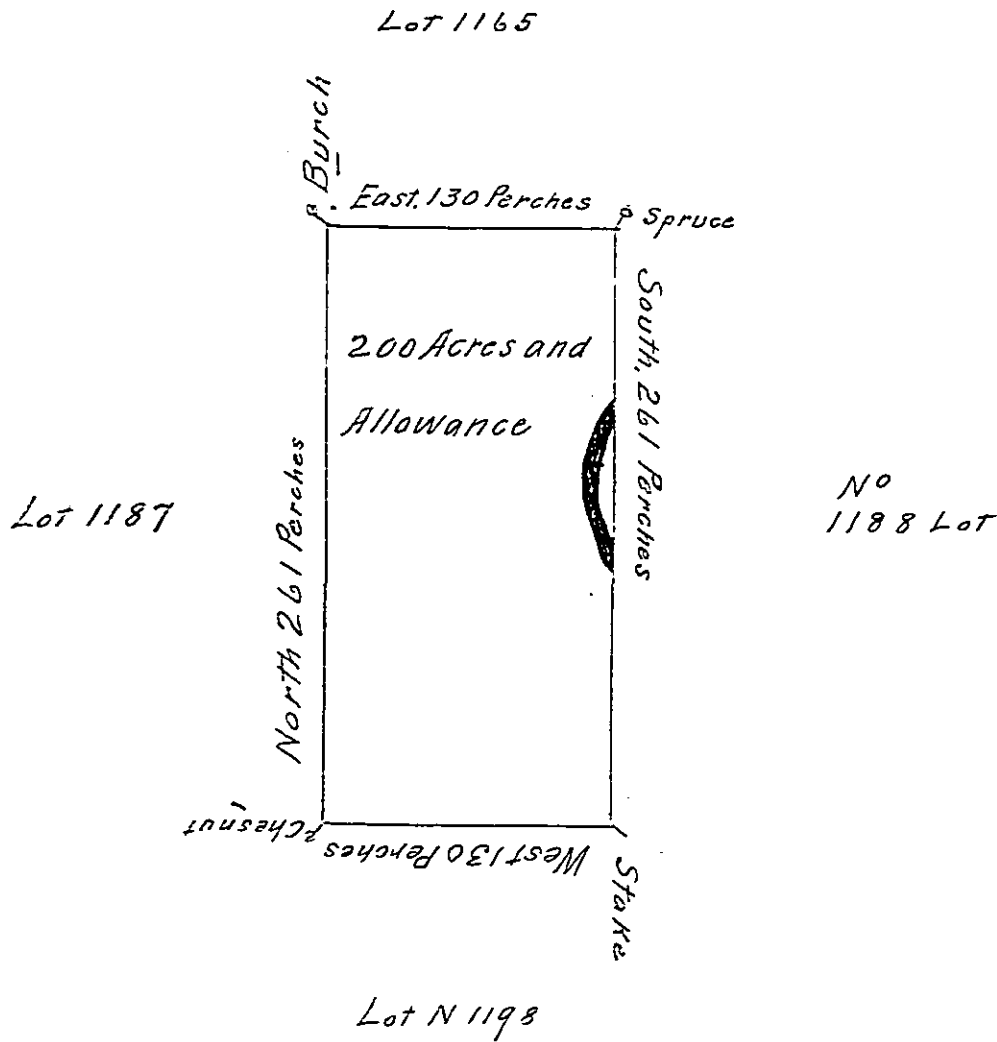 Lot 1165
Burch
East, 130 Perches
Spruce
200 Acres and
Allowance
South, 261 Perches
North 261 Perches
Lot 1187
No
1188 Lot
Chesnut
West 130 Perches
Stake
Lot N 1198